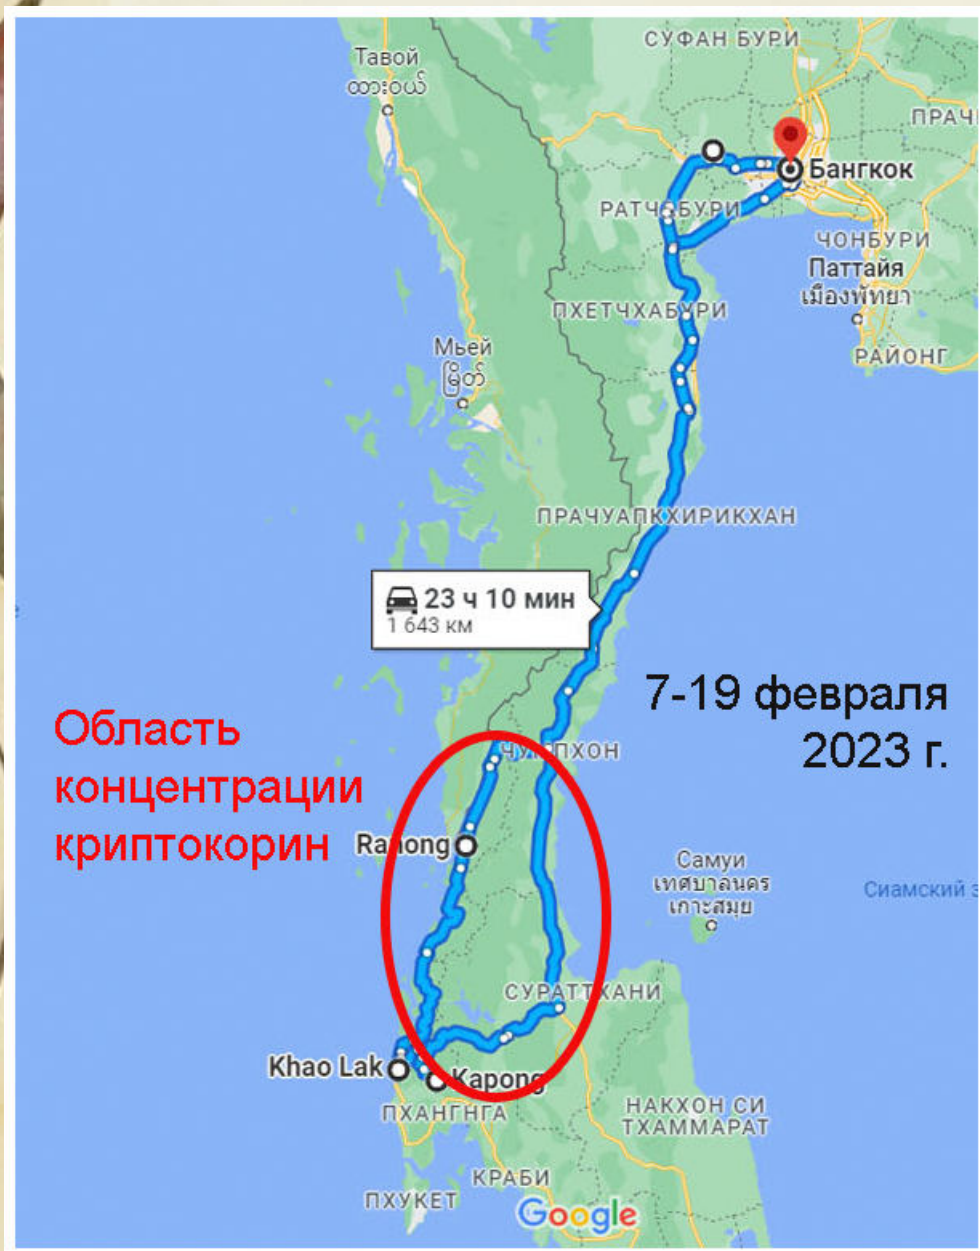 СУФАН БУРИ
Тавой
ထားဝယ်
ПРАЧ
Бангкок
РАТЧАБУРИ
ЧОНБУРИ
Паттайя
เมืองพัทยา
ПХЕТЧХАБУРИ
Мьей
မြိတ်
РАЙОНГ
ПРАЧУАПКХИРИКХАН
23 ч 10 мин
1 643 км
7-19 февраля
2023 г.
Область
концентрации
криптокорин
ЧУМПХОН
Ranong
Самуи
เทศบาลนคร
เกาะสมุย
Сиамский з
СУРАТТХАНИ
Khao Lak
Kapong
ПХАНГНГА
НАКХОН СИ
ТХАММАРАТ
КРАБИ
ПХУКЕТ
Google